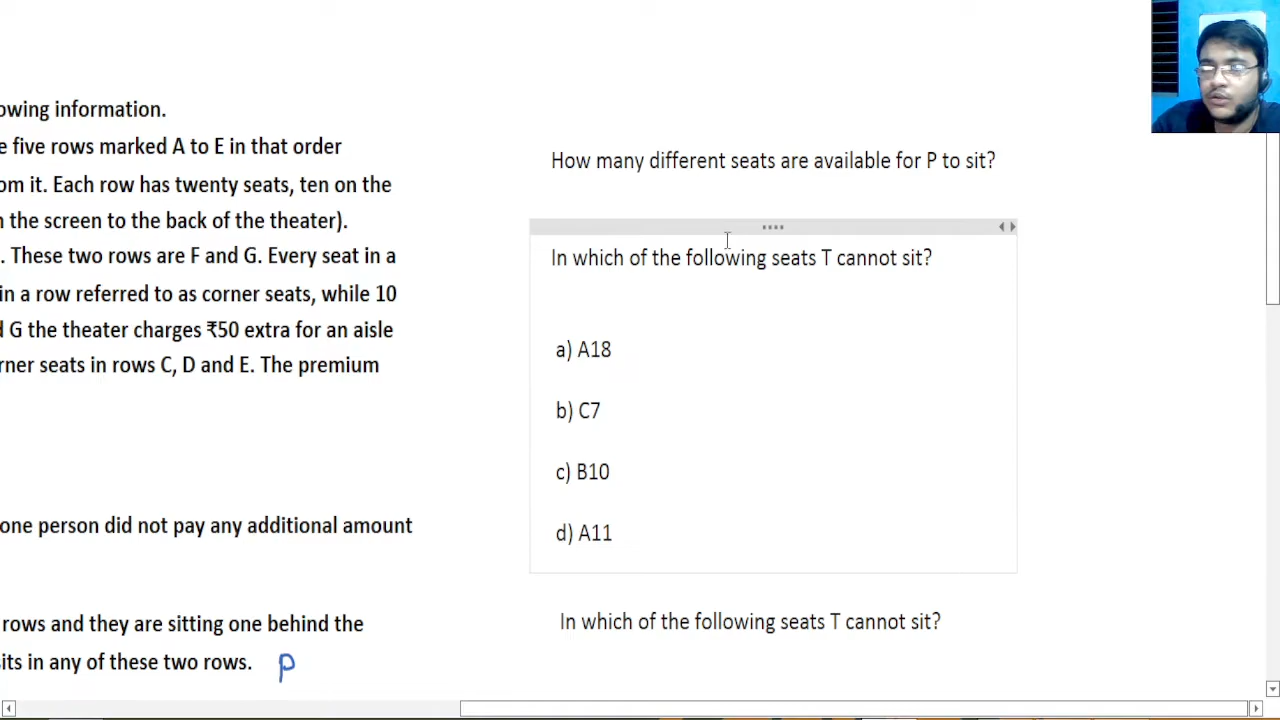 owing information.
e five rows marked A to E in that order
om it. Each row has twenty seats, ten on the
n the screen to the back of the theater).
. These two rows are F and G. Every seat in a
in a row referred to as corner seats, while 10
d G the theater charges ₹50 extra for an aisle
rner seats in rows C, D and E. The premium
one person did not pay any additional amount
rows and they are sitting one behind the
sits in any of these two rows. P
How many different seats are available for P to sit?
In which of the following seats T cannot sit?
a) A18
b) C7
c) B10
d) A11
In which of the following seats T cannot sit?